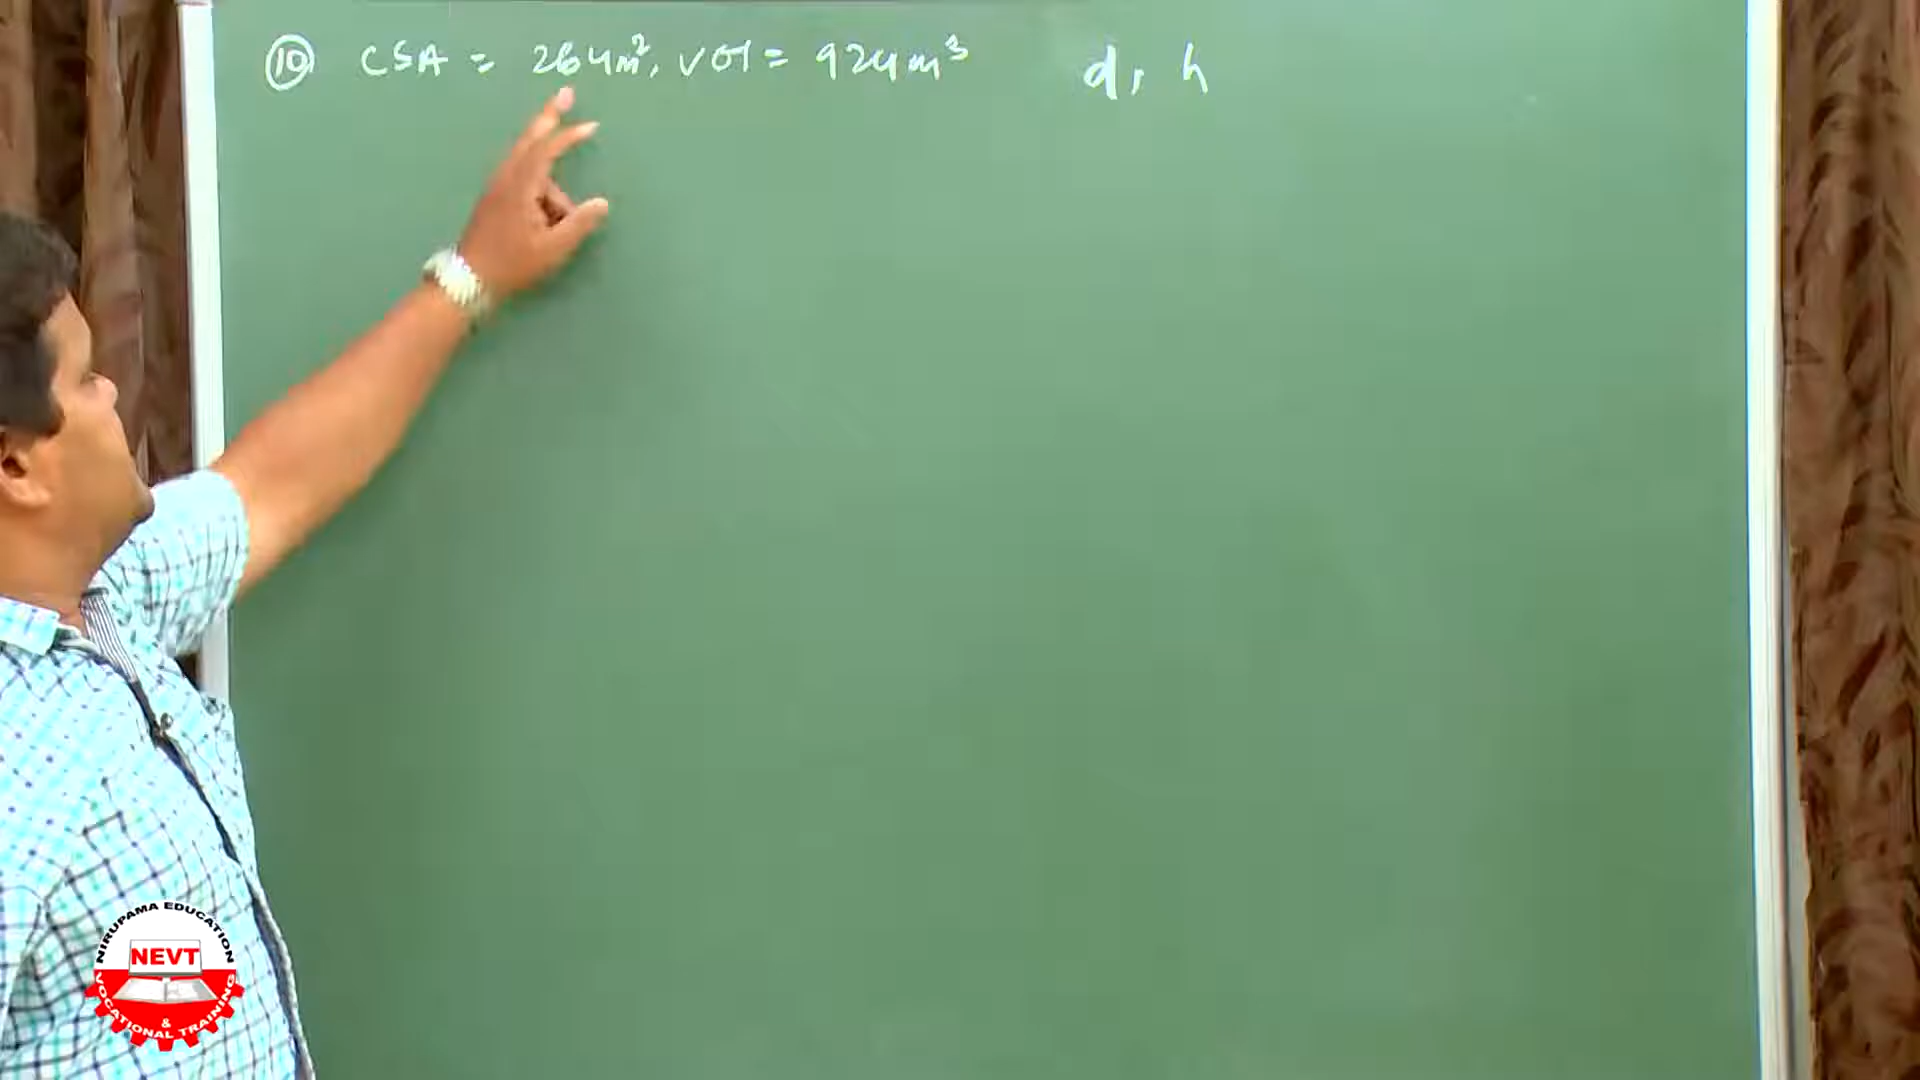 ⑩ CSA = 264m², vol = 924m³ d, h
NIRUPAMA EDUCATION
NEVT
&
VOCATIONAL TRAINING